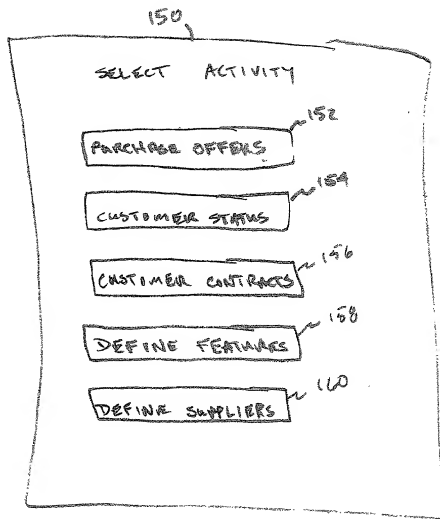 150
SELECT ACTIVITY
152
PURCHASE OFFERS
154
CUSTOMER STATUS
156
CUSTOMER CONTRACTS
158
DEFINE FEATURES
160
DEFINE SUPPLIERS